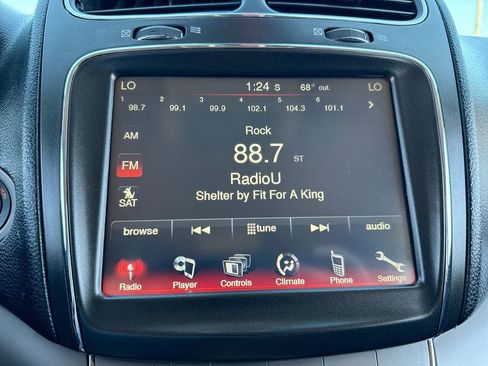 LO 1:24 S 68° out. LO
1 2 3 4 5 6
98.7 99.1 99.9 102.1 104.3 101.1
Rock
AM
88.7 ST
FM
RadioU
Shelter by Fit For A King
SAT
browse tune audio
Radio Player Controls Climate Phone Settings